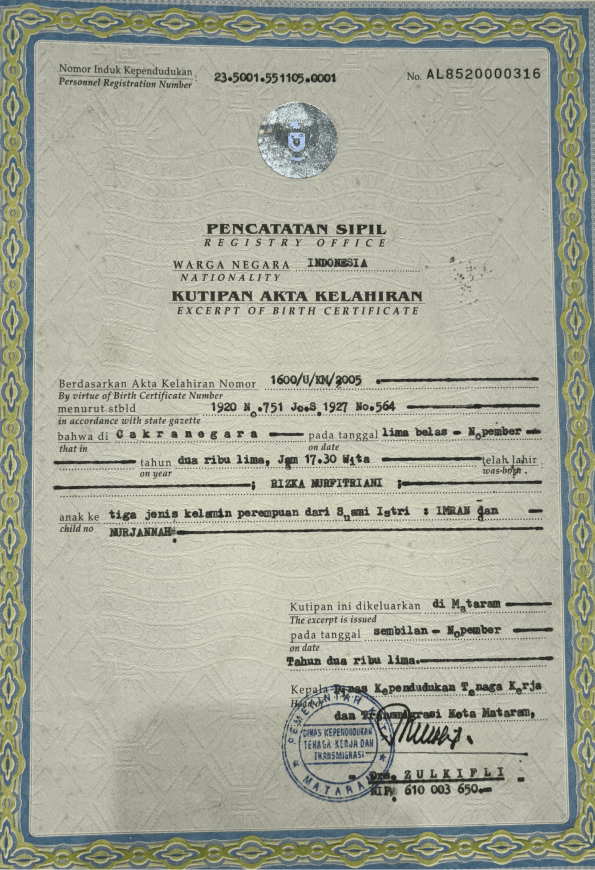 Nomor Induk Kependudukan : 23.5001.551105.0001 No. AL8520000316
Personnel Registration Number
PENCATATAN SIPIL
REGISTRY OFFICE
WARGA NEGARA INDONESIA
NATIONALITY
KUTIPAN AKTA KELAHIRAN
EXCERPT OF BIRTH CERTIFICATE
Berdasarkan Akta Kelahiran Nomor 1600/U/KM/2005
By virtue of Birth Certificate Number
menurut stbld 1920 No.751 Jo.S 1927 No.564
in accordance with state gazette
bahwa di Cakranegara pada tanggal lima belas - Nopember
that in on date
tahun dua ribu lima, Jam 17.30 Wita telah lahir
on year was born
; RIZKA NURFITRIANI ;
anak ke tiga jenis kelamin perempuan dari Suami Istri : IMRAN dan
child no NURJANNAH
Kutipan ini dikeluarkan di Mataram
The excerpt is issued
pada tanggal sembilan - Nopember
on date
Tahun dua ribu lima.
Kepala Dinas Kependudukan Tenaga Kerja
Head of
dan Transmigrasi Kota Mataram,
PEMERINTAH KOTA
DINAS KEPENDUDUKAN
TENAGA KERJA DAN
TRANSMIGRASI
MATARAM
- Drs. ZULKIFLI -
NIP. 610 003 650.-